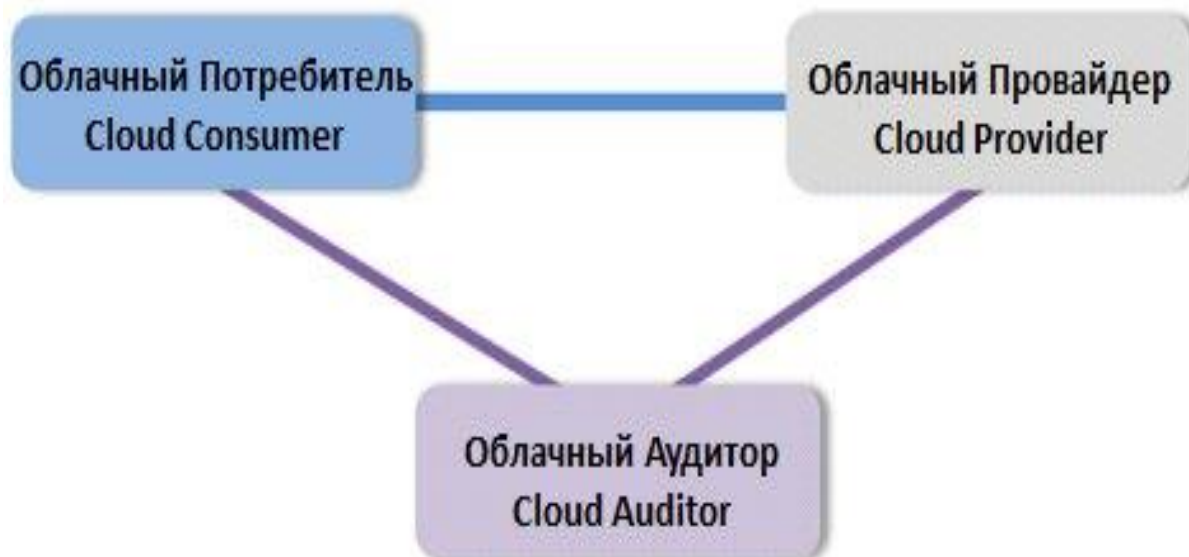 Облачный Потребитель
Cloud Consumer
Облачный Провайдер
Cloud Provider
Облачный Аудитор
Cloud Auditor